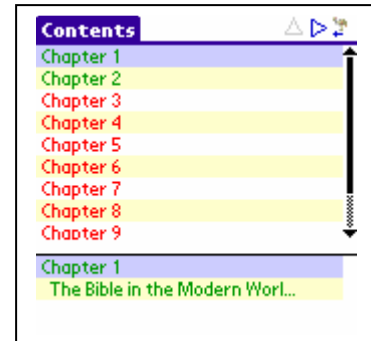 Contents
Chapter 1
Chapter 2
Chapter 3
Chapter 4
Chapter 5
Chapter 6
Chapter 7
Chapter 8
Chapter 9
Chapter 1
The Bible in the Modern Worl...